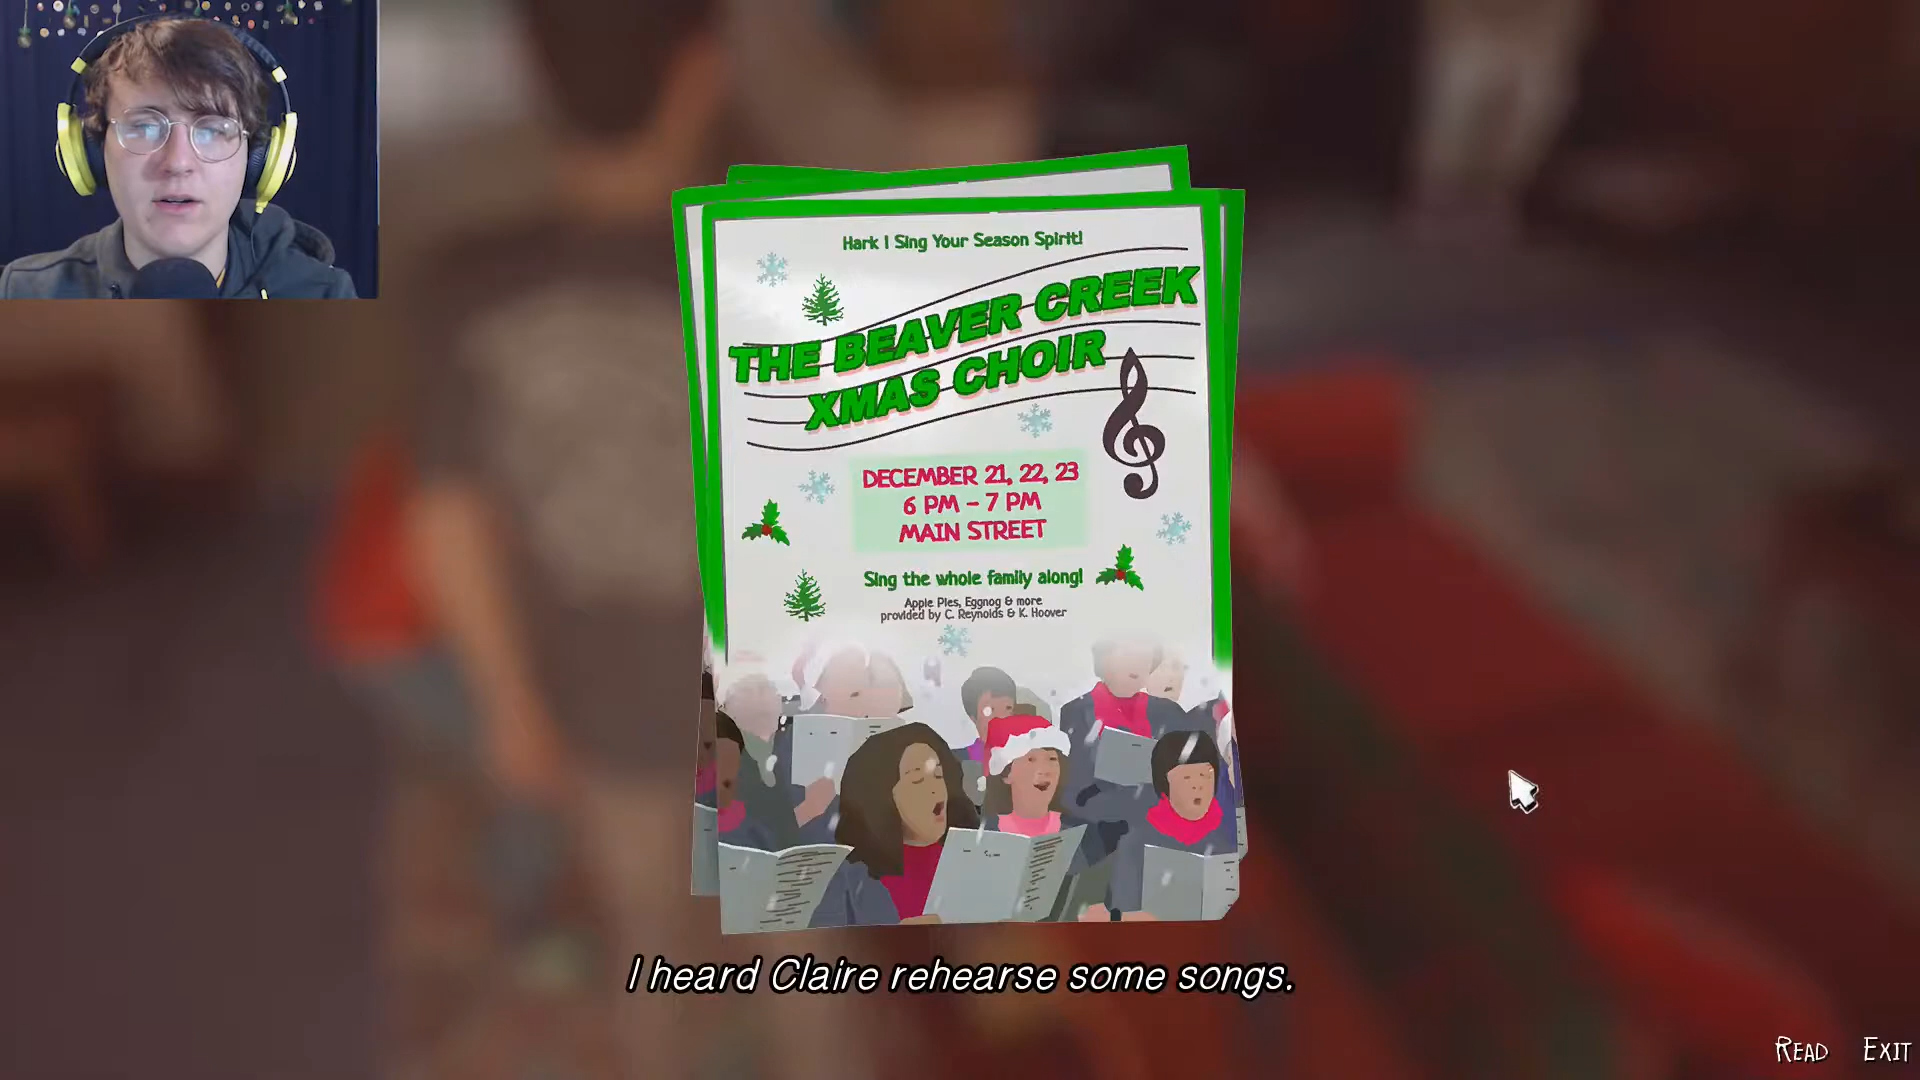 Hark I Sing Your Season Spirit!
THE BEAVER CREEK
XMAS CHOIR
DECEMBER 21, 22, 23
6 PM – 7 PM
MAIN STREET
Sing the whole family along!
Apple Pies, Eggnog & more
provided by C. Reynolds & K. Hoover
I heard Claire rehearse some songs.
READ EXIT